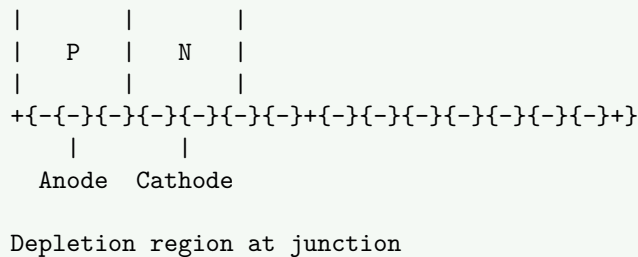 |       |       |
|   P   |   N   |
|       |       |
+{-{-}{-}{-}{-}{-}{-}+{-}{-}{-}{-}{-}{-}{-}+}
    |       |
  Anode  Cathode
Depletion region at junction